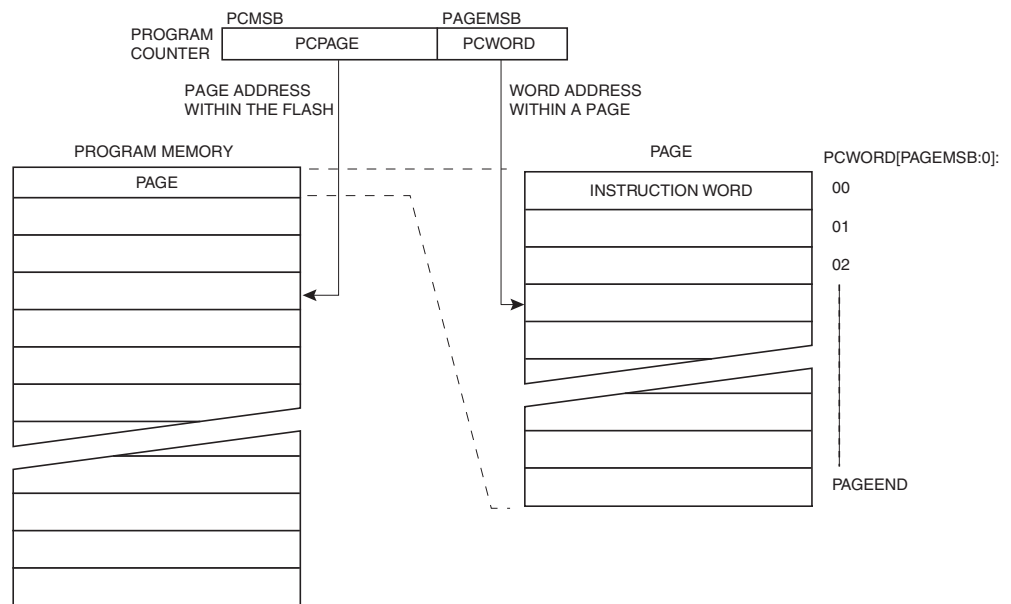 PCMSB
PAGEMSB
PROGRAM
COUNTER
PCPAGE
PCWORD
PAGE ADDRESS
WITHIN THE FLASH
WORD ADDRESS
WITHIN A PAGE
PROGRAM MEMORY
PAGE
PAGE
PCWORD[PAGEMSB:0]:
INSTRUCTION WORD
00
01
02
PAGEEND